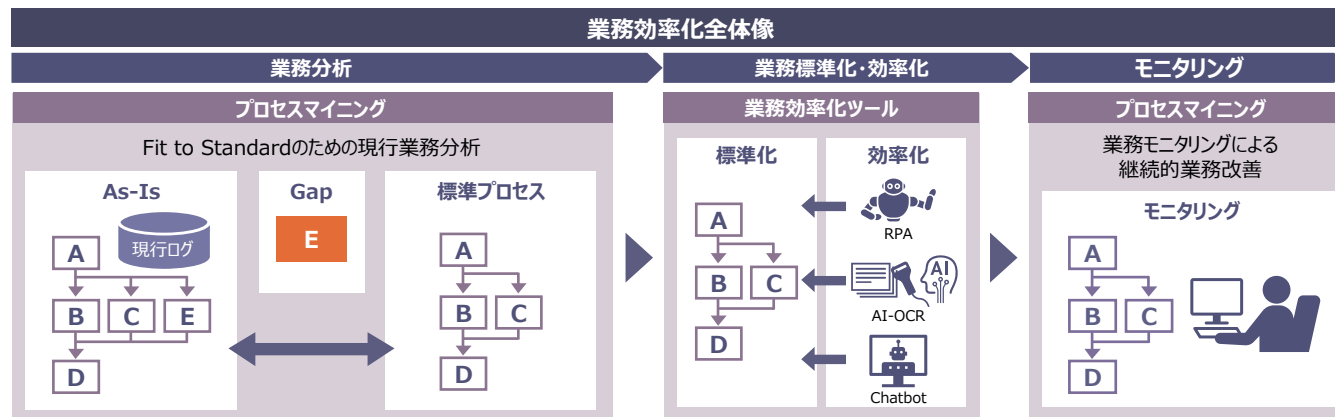 業務効率化全体像
業務分析
業務標準化・効率化
モニタリング
プロセスマイニング
Fit to Standardのための現行業務分析
As-Is
現行ログ
A
B
C
E
D
Gap
E
標準プロセス
A
B
C
D
業務効率化ツール
標準化
A
B
C
D
効率化
RPA
AI
AI-OCR
Chatbot
プロセスマイニング
業務モニタリングによる
継続的業務改善
モニタリング
A
B
C
D